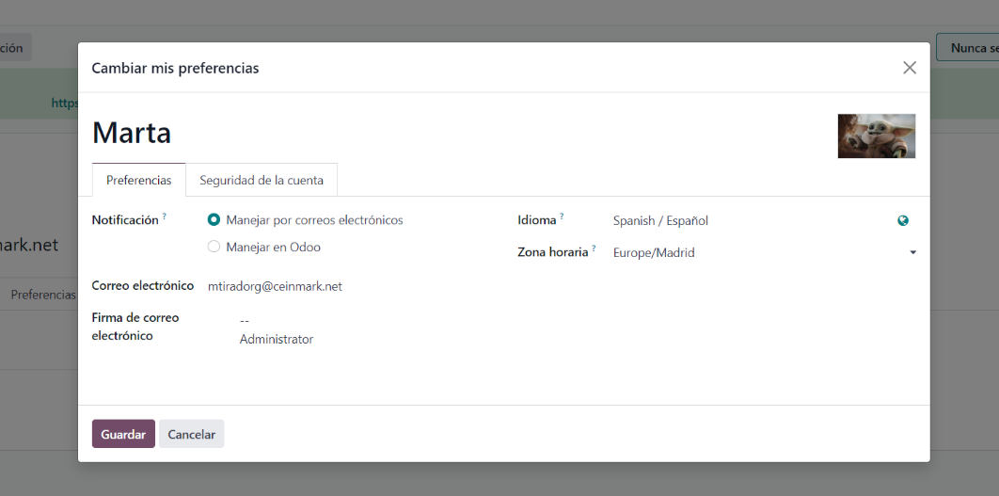 ción
Nunca se
Cambiar mis preferencias
https
Marta
Preferencias
Seguridad de la cuenta
Notificación ?
Manejar por correos electrónicos
Idioma ?
Spanish / Español
Manejar en Odoo
Zona horaria ?
Europe/Madrid
ark.net
Correo electrónico
mtiradorg@ceinmark.net
Preferencias
Firma de correo
electrónico
--
Administrator
Guardar
Cancelar